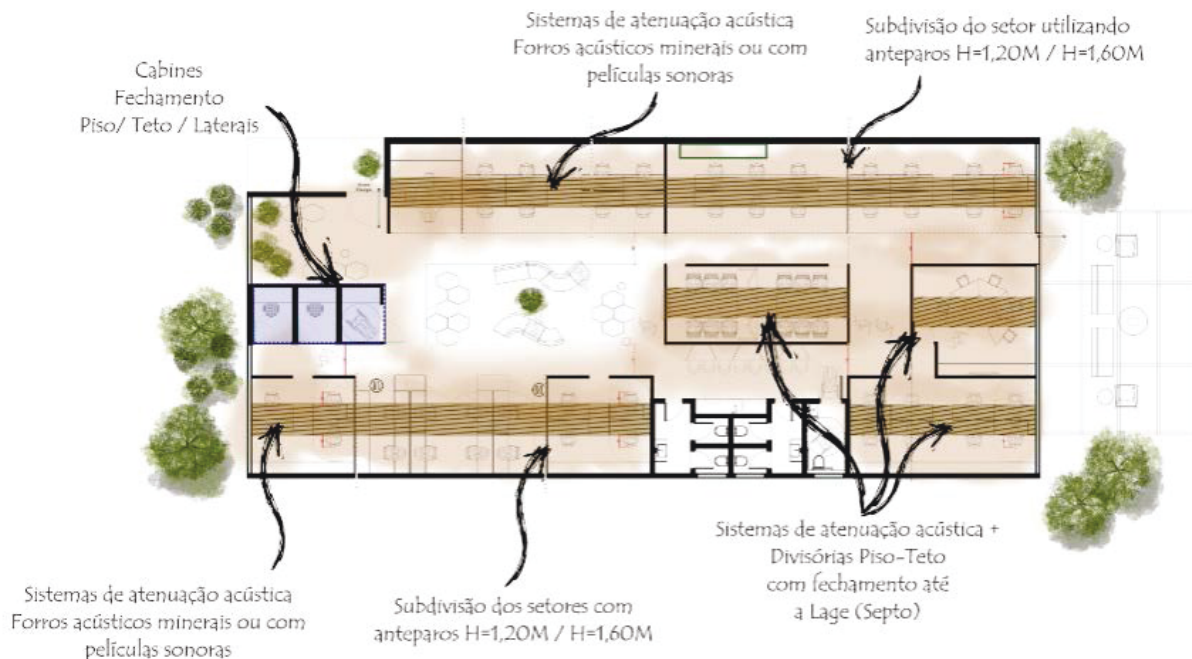 Sistemas de atenuação acústica
Forros acústicos minerais ou com
películas sonoras
Subdivisão do setor utilizando
anteparos H=1,20M / H=1,60M
Cabines
Fechamento
Piso/ Teto / Laterais
Sistemas de atenuação acústica +
Divisórias Piso-Teto
com fechamento até
a Lage (Septo)
Sistemas de atenuação acústica
Forros acústicos minerais ou com
películas sonoras
Subdivisão dos setores com
anteparos H=1,20M / H=1,60M